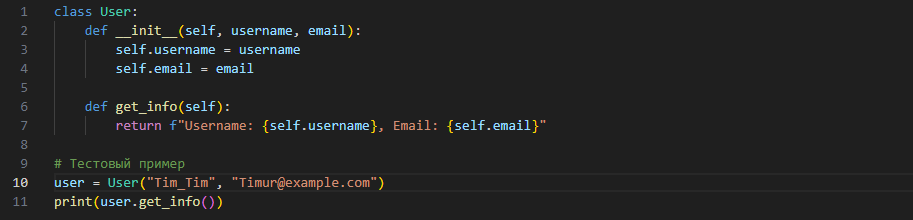 1 class User:
2     def __init__(self, username, email):
3         self.username = username
4         self.email = email
5
6     def get_info(self):
7         return f"Username: {self.username}, Email: {self.email}"
8
9 # Тестовый пример
10 user = User("Tim_Tim", "Timur@example.com")
11 print(user.get_info())